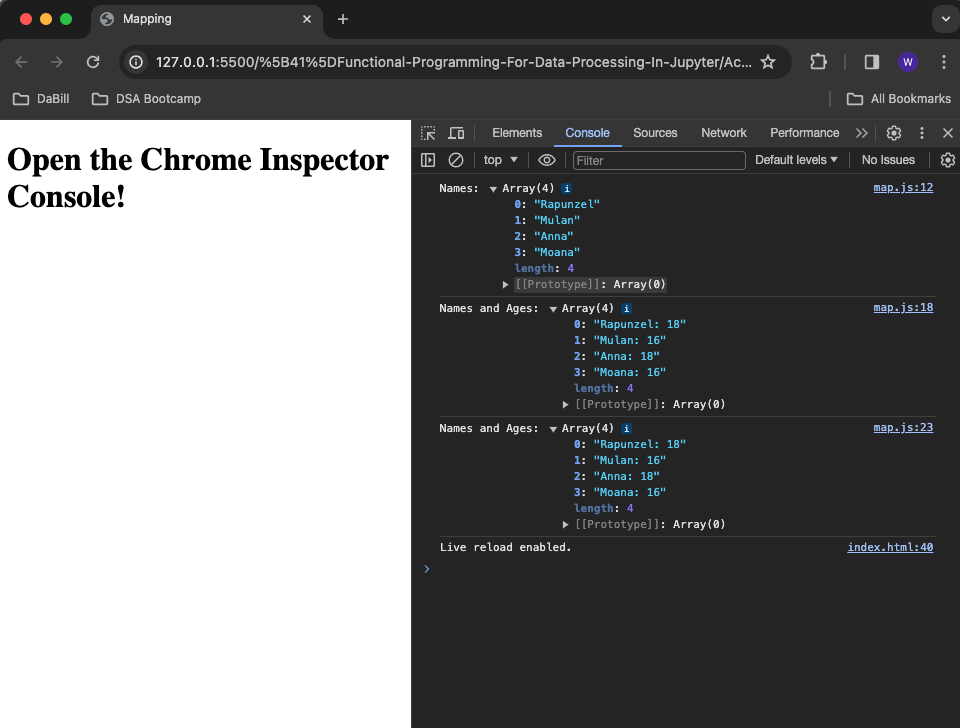 Mapping
127.0.0.1:5500/%5B41%5DFunctional-Programming-For-Data-Processing-In-Jupyter/Ac...
W
DaBill
DSA Bootcamp
All Bookmarks
Open the Chrome Inspector
Console!
Elements Console Sources Network Performance
top Filter Default levels No Issues
Names: Array(4) i map.js:12
0: "Rapunzel"
1: "Mulan"
2: "Anna"
3: "Moana"
length: 4
[[Prototype]]: Array(0)
Names and Ages: Array(4) i map.js:18
0: "Rapunzel: 18"
1: "Mulan: 16"
2: "Anna: 18"
3: "Moana: 16"
length: 4
[[Prototype]]: Array(0)
Names and Ages: Array(4) i map.js:23
0: "Rapunzel: 18"
1: "Mulan: 16"
2: "Anna: 18"
3: "Moana: 16"
length: 4
[[Prototype]]: Array(0)
Live reload enabled. index.html:40